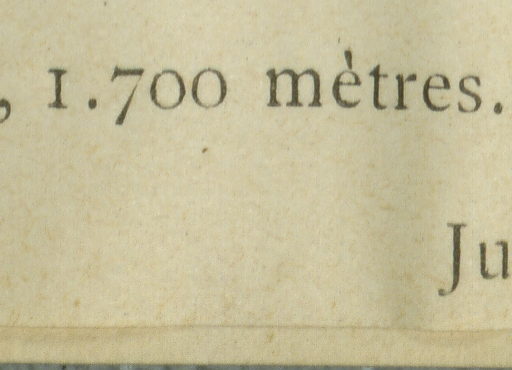 , 1.700 mètres.
Ju